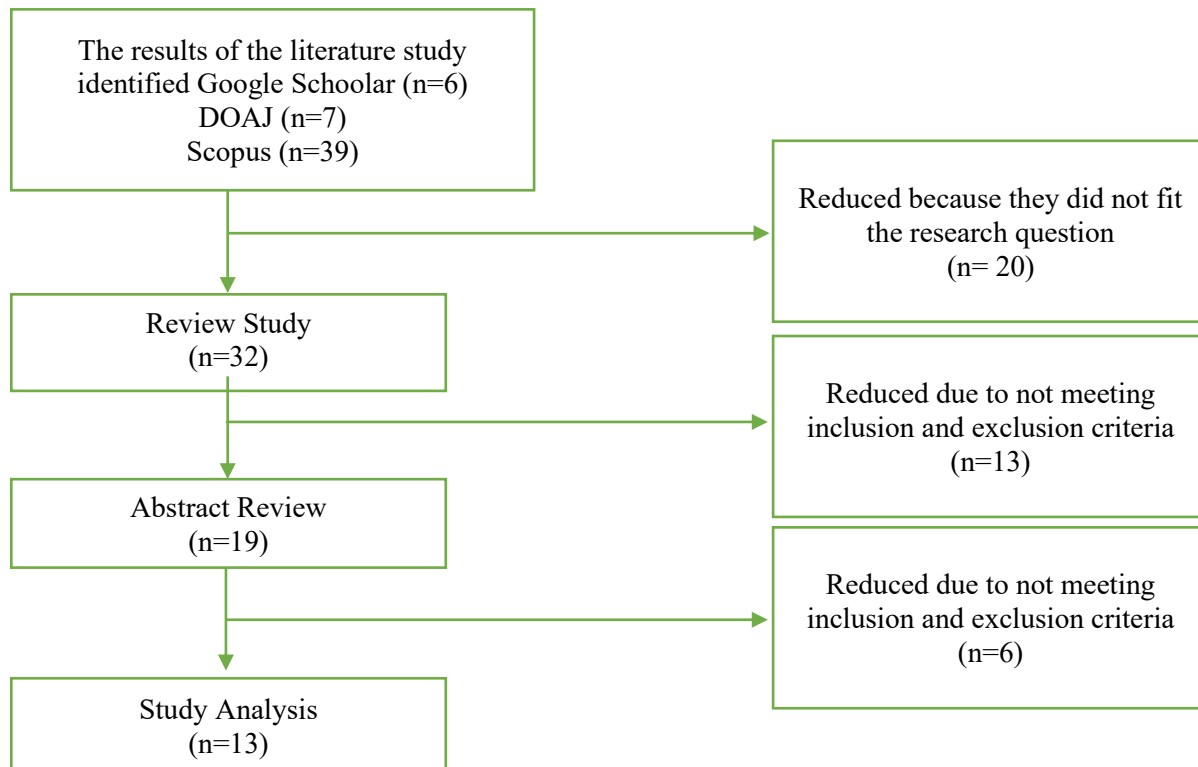 The results of the literature study
identified Google Schoolar (n=6)
DOAJ (n=7)
Scopus (n=39)
Reduced because they did not fit
the research question
(n= 20)
Review Study
(n=32)
Reduced due to not meeting
inclusion and exclusion criteria
(n=13)
Abstract Review
(n=19)
Reduced due to not meeting
inclusion and exclusion criteria
(n=6)
Study Analysis
(n=13)